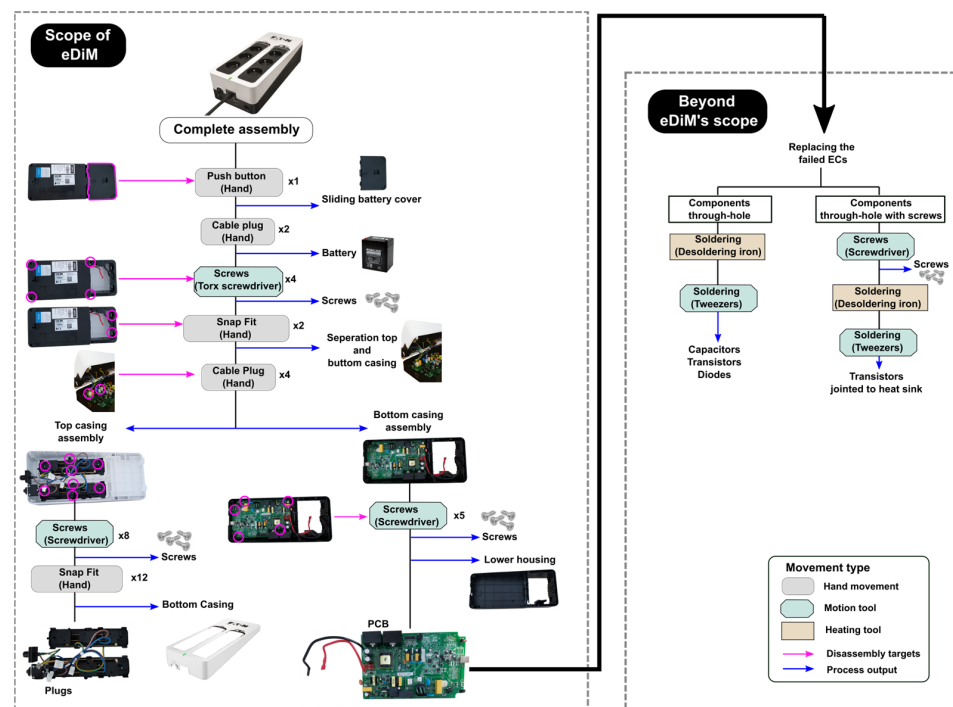 Scope of
eDiM
EATON
Complete assembly
Push button
(Hand)
x1
Sliding battery cover
Cable plug
(Hand)
x2
Battery
Screws
(Torx screwdriver)
x4
Screws
Snap Fit
(Hand)
x2
Seperation top
and
buttom casing
Cable Plug
(Hand)
x4
Top casing
assembly
Bottom casing
assembly
Screws
(Screwdriver)
x8
Screws
Snap Fit
(Hand)
x12
Bottom Casing
Plugs
Screws
(Screwdriver)
x5
Screws
Lower housing
PCB
Beyond
eDiM's scope
Replacing the
failed ECs
Components
through-hole
Soldering
(Desoldering iron)
Soldering
(Tweezers)
Capacitors
Transistors
Diodes
Components
through-hole with screws
Screws
(Screwdriver)
Screws
Soldering
(Desoldering iron)
Soldering
(Tweezers)
Transistors
jointed to heat sink
Movement type
Hand movement
Motion tool
Heating tool
Disassembly targets
Process output